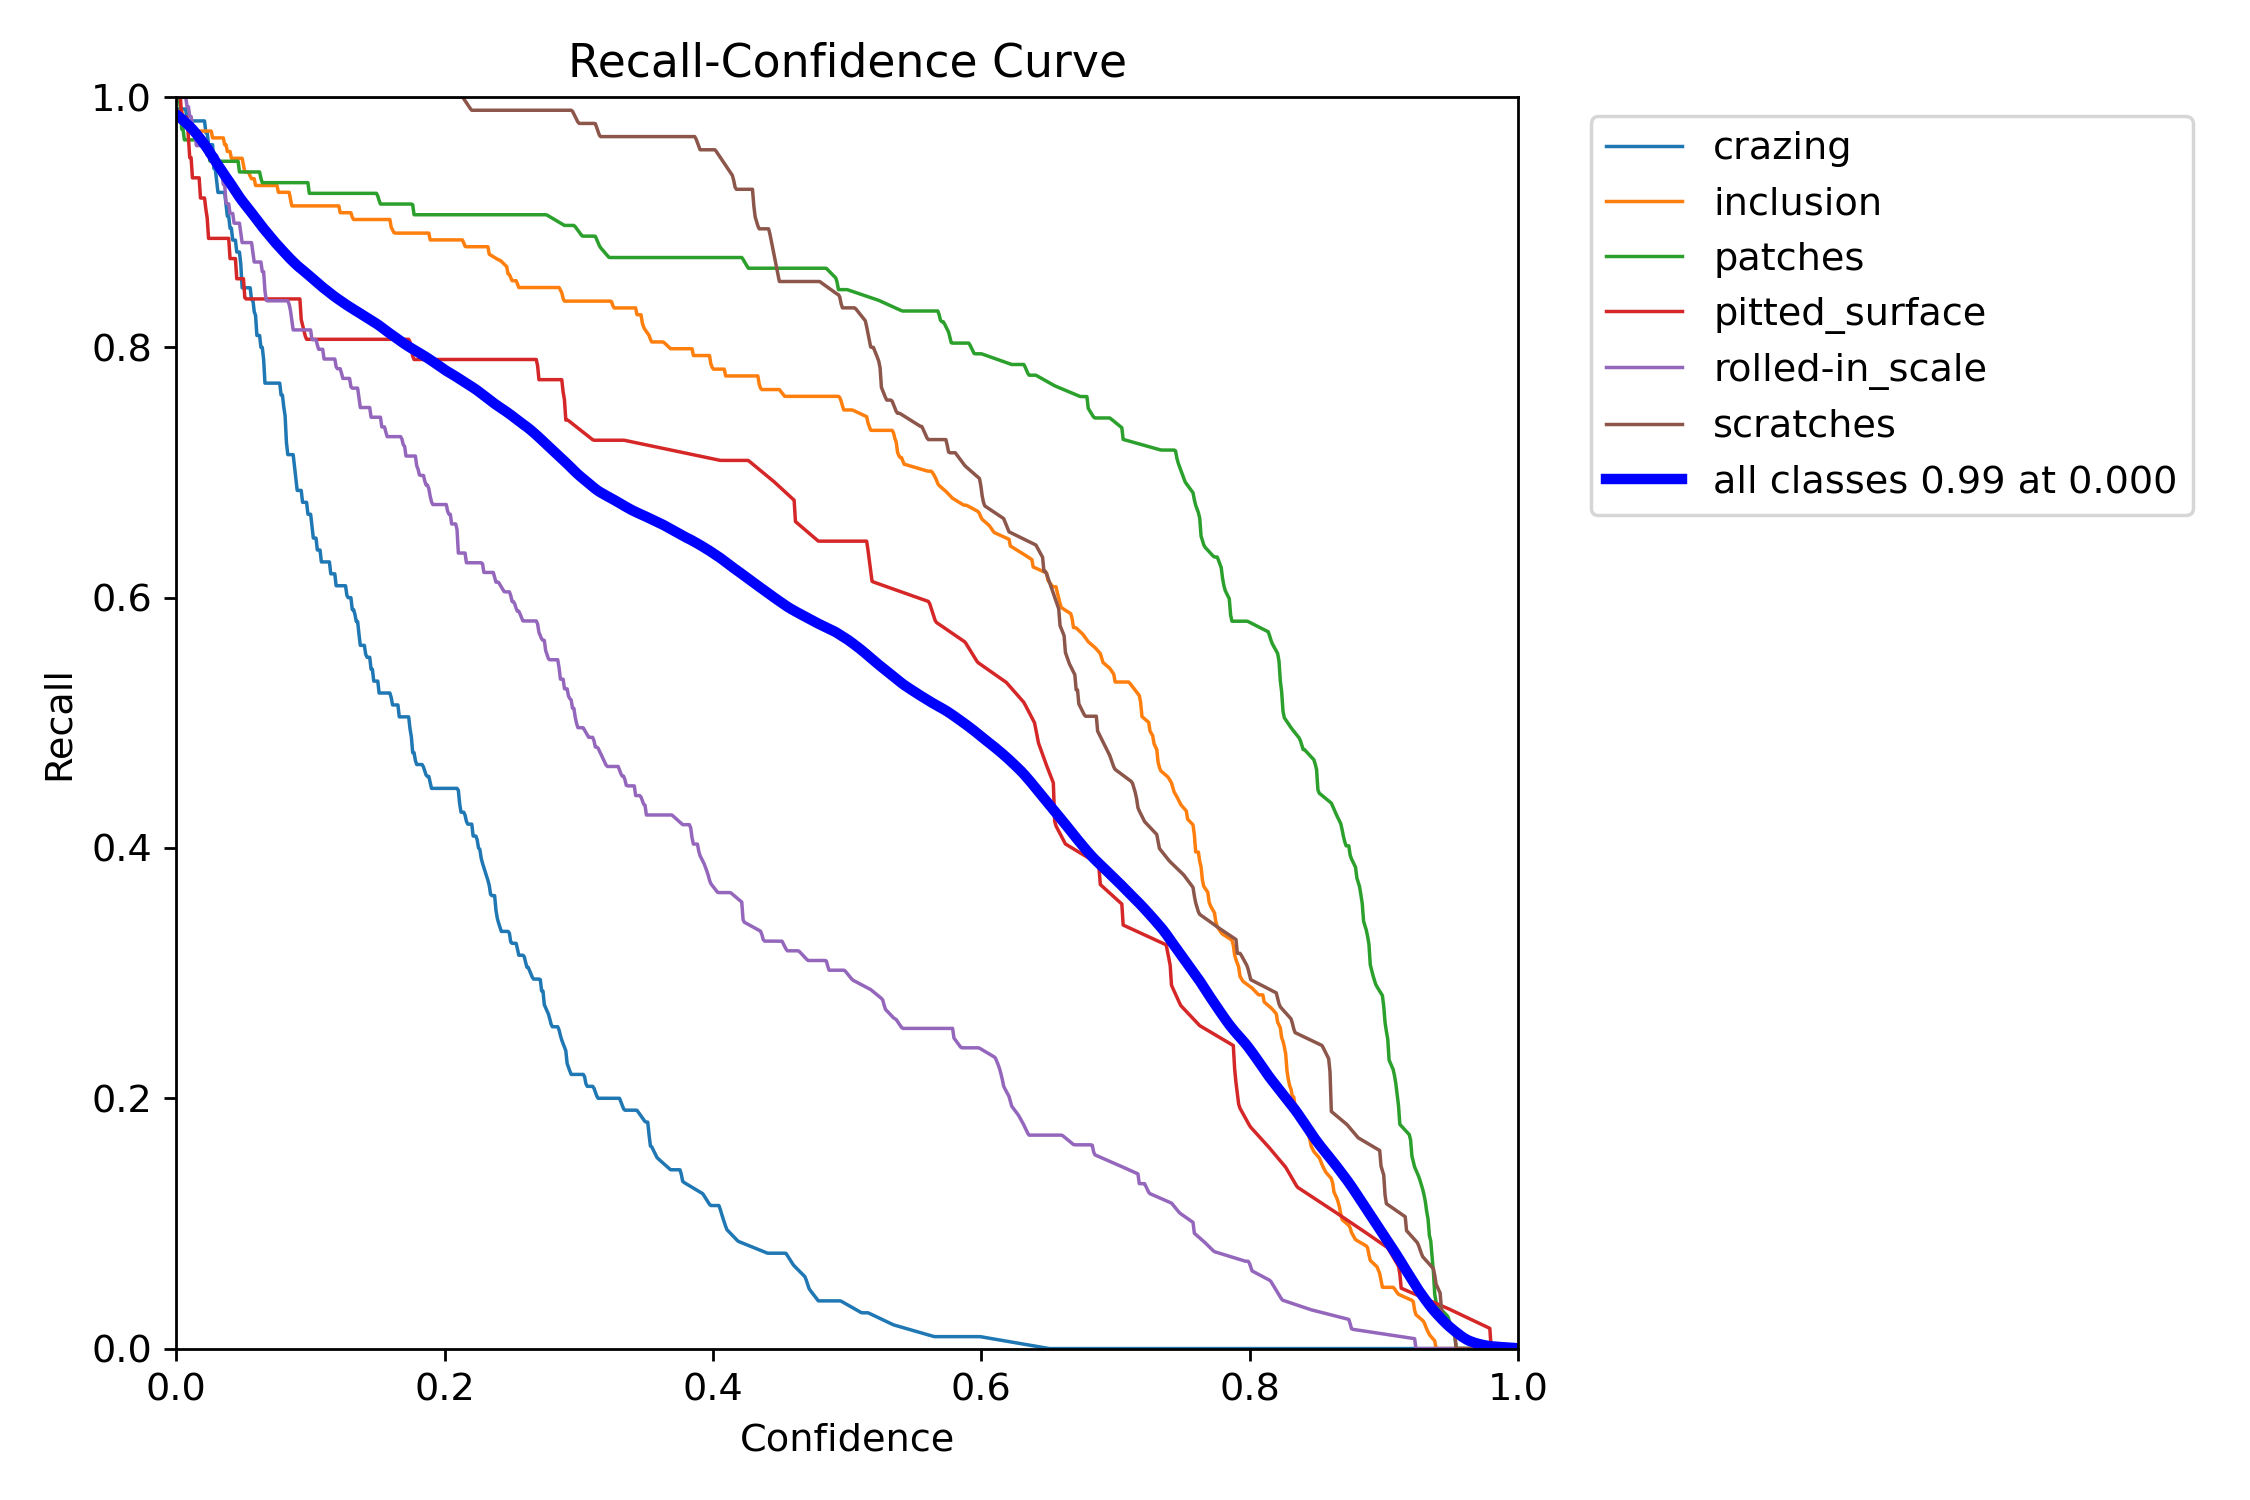 Recall-Confidence Curve
1.0
0.8
0.6
0.4
0.2
0.0
Recall
0.0 0.2 0.4 0.6 0.8 1.0
Confidence
crazing
inclusion
patches
pitted_surface
rolled-in_scale
scratches
all classes 0.99 at 0.000